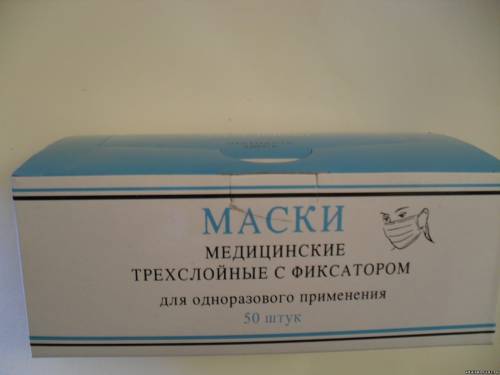 МАСКИ
МЕДИЦИНСКИЕ
ТРЕХСЛОЙНЫЕ С ФИКСАТОРОМ
для одноразового применения
50 штук